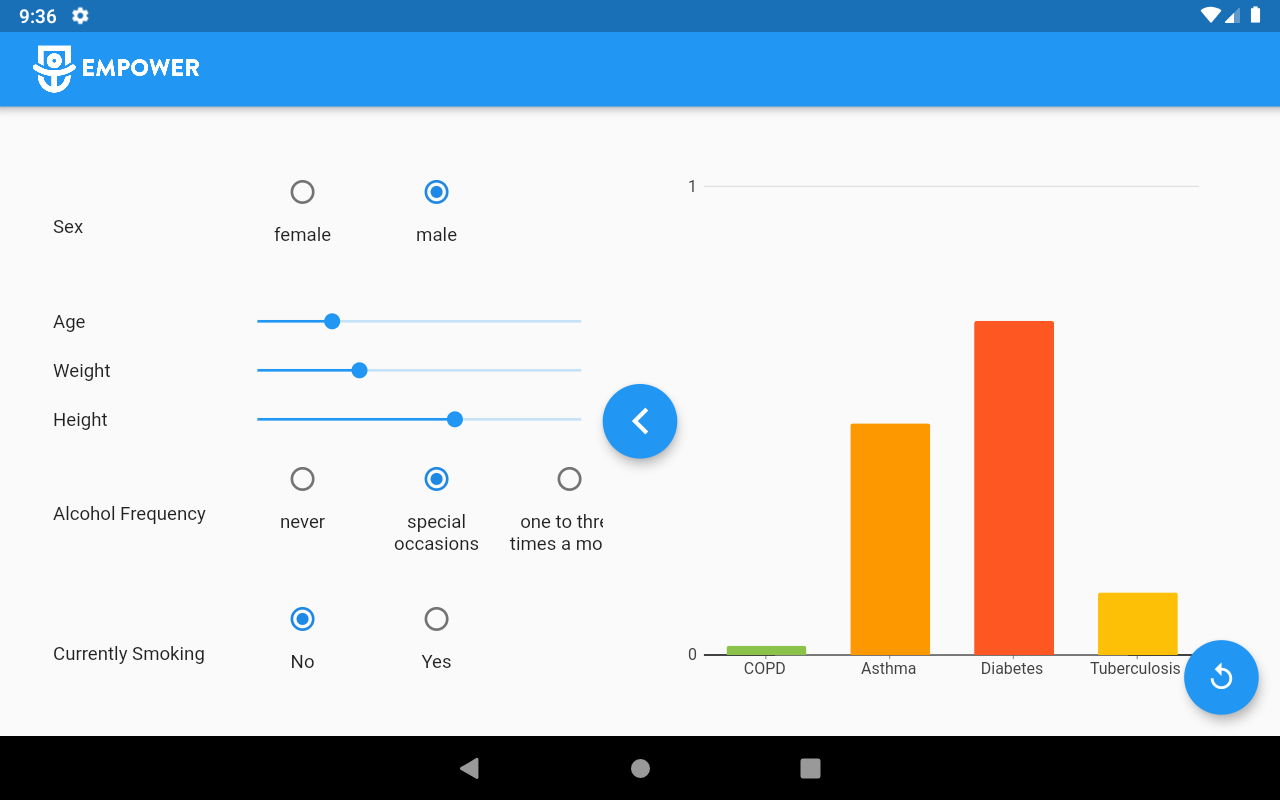 9:36
EMPOWER
Sex
female
male
Age
Weight
Height
Alcohol Frequency
never
special
occasions
one to thre
times a mo
Currently Smoking
No
Yes
1
0
COPD
Asthma
Diabetes
Tuberculosis